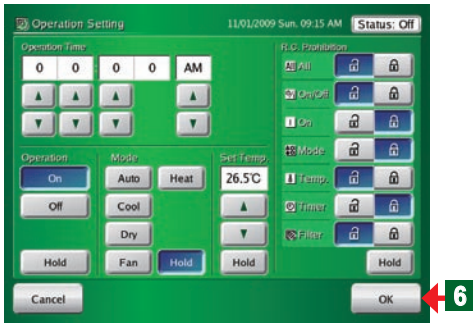 Operation Setting
11/01/2009 Sun. 09:15 AM
Status: Off
Operation Time
0 0 : 0 0 AM
Operation
On
Off
Hold
Mode
Auto Heat
Cool
Dry
Fan Hold
Set Temp.
26.5℃
Hold
R.C. Prohibition
All All
On/Off
On
Mode
Temp.
Timer
Filter
Hold
Cancel
OK
6